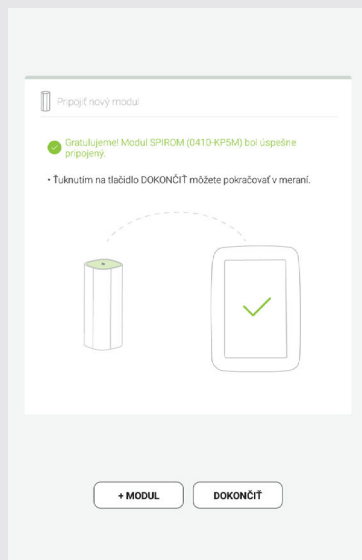 Pripojiť nový modul
Gratulujeme! Modul SPIROM (0410-KP5M) bol úspešne
pripojený.
• Ťuknutím na tlačidlo DOKONČIŤ môžete pokračovať v meraní.
+ MODUL
DOKONČIŤ